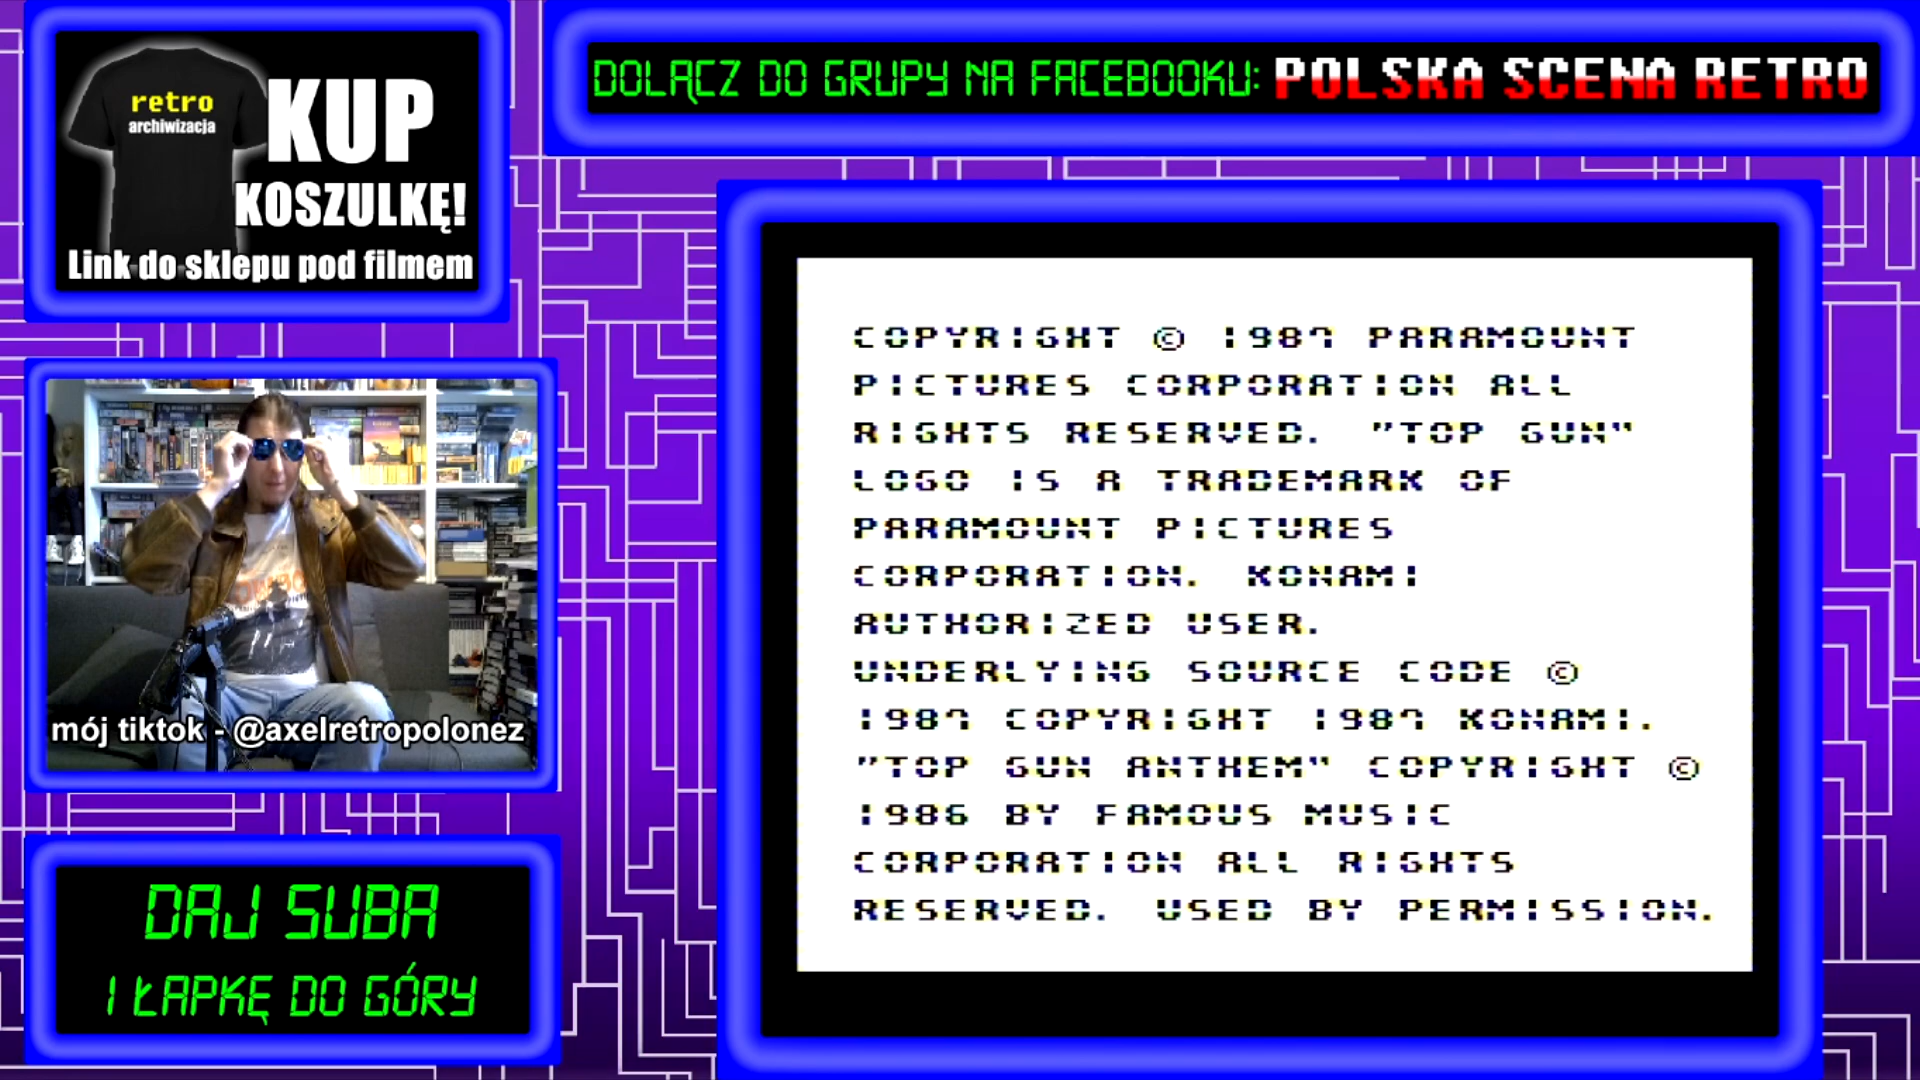 retro
archiwizacja
KUP
KOSZULKĘ!
Link do sklepu pod filmem
DOŁĄCZ DO GRUPY NA FACEBOOKU: POLSKA SCENA RETRO
COPYRIGHT © 1987 PARAMOUNT
PICTURES CORPORATION ALL
RIGHTS RESERVED. "TOP GUN"
LOGO IS A TRADEMARK OF
PARAMOUNT PICTURES
CORPORATION. KONAMI
AUTHORIZED USER.
UNDERLYING SOURCE CODE ©
1987 COPYRIGHT 1987 KONAMI.
"TOP GUN ANTHEM" COPYRIGHT ©
1986 BY FAMOUS MUSIC
CORPORATION ALL RIGHTS
RESERVED. USED BY PERMISSION.
mój tiktok - @axelretropolonez
DAJ SUBA
I ŁAPKĘ DO GÓRY